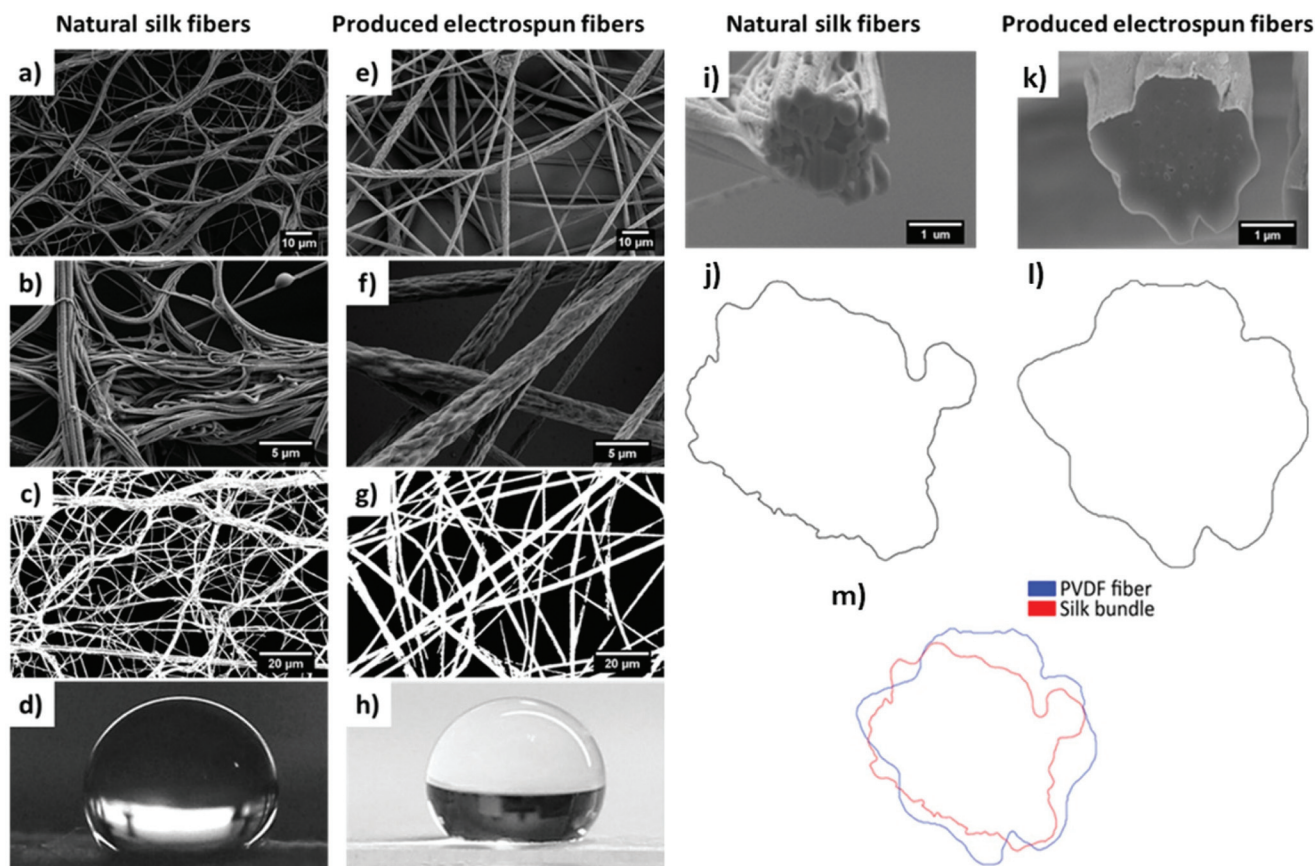 Natural silk fibers
Produced electrospun fibers
Natural silk fibers
Produced electrospun fibers
a)
10 µm
e)
10 µm
i)
1 um
k)
1 µm
b)
5 µm
f)
5 µm
j)
l)
c)
20 µm
g)
20 µm
m)
PVDF fiber
Silk bundle
d)
h)